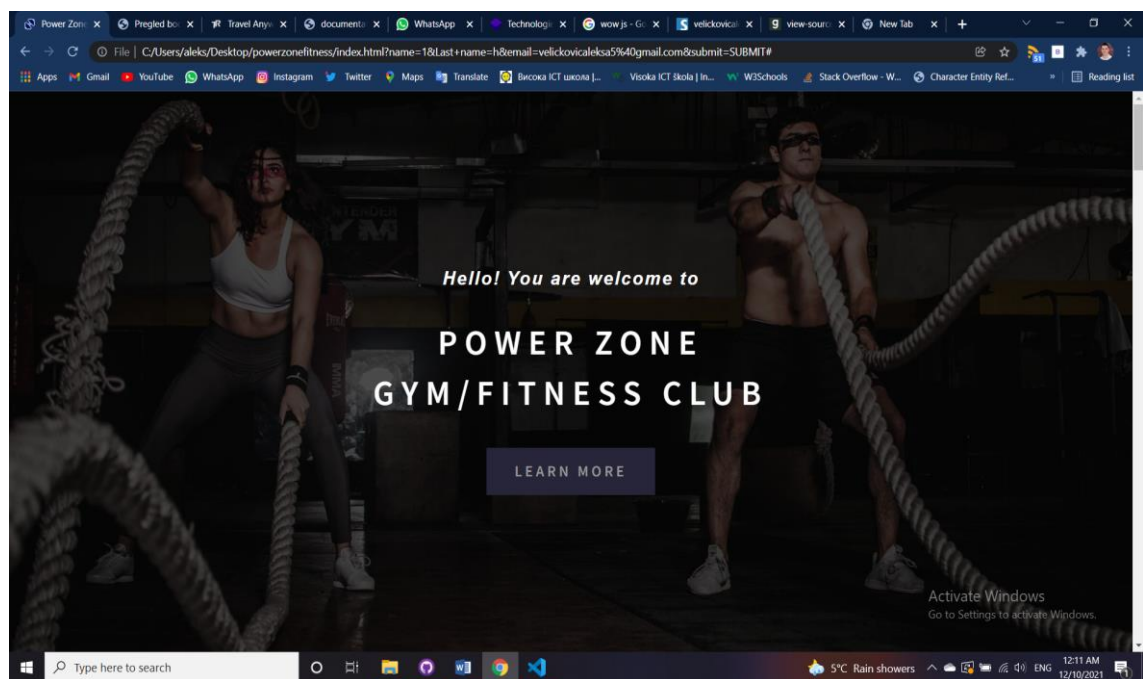 Power Zone
Pregled bo
Travel Any
documenta
WhatsApp
Technologi
wow js - Go
velickovical
view-sourc
New Tab
File | C:/Users/aleks/Desktop/powerzonefitness/index.html?name=1&Last+name=h&email=velickovicaleksa5%40gmail.com&submit=SUBMIT#
51
Apps
Gmail
YouTube
WhatsApp
Instagram
Twitter
Maps
Translate
Висока ICT школа |...
Visoka ICT škola | In...
W3Schools
Stack Overflow - W...
Character Entity Ref...
»
Reading list
Hello! You are welcome to
POWER ZONE
GYM/FITNESS CLUB
LEARN MORE
Activate Windows
Go to Settings to activate Windows.
Type here to search
5°C Rain showers
ENG
12:11 AM
12/10/2021